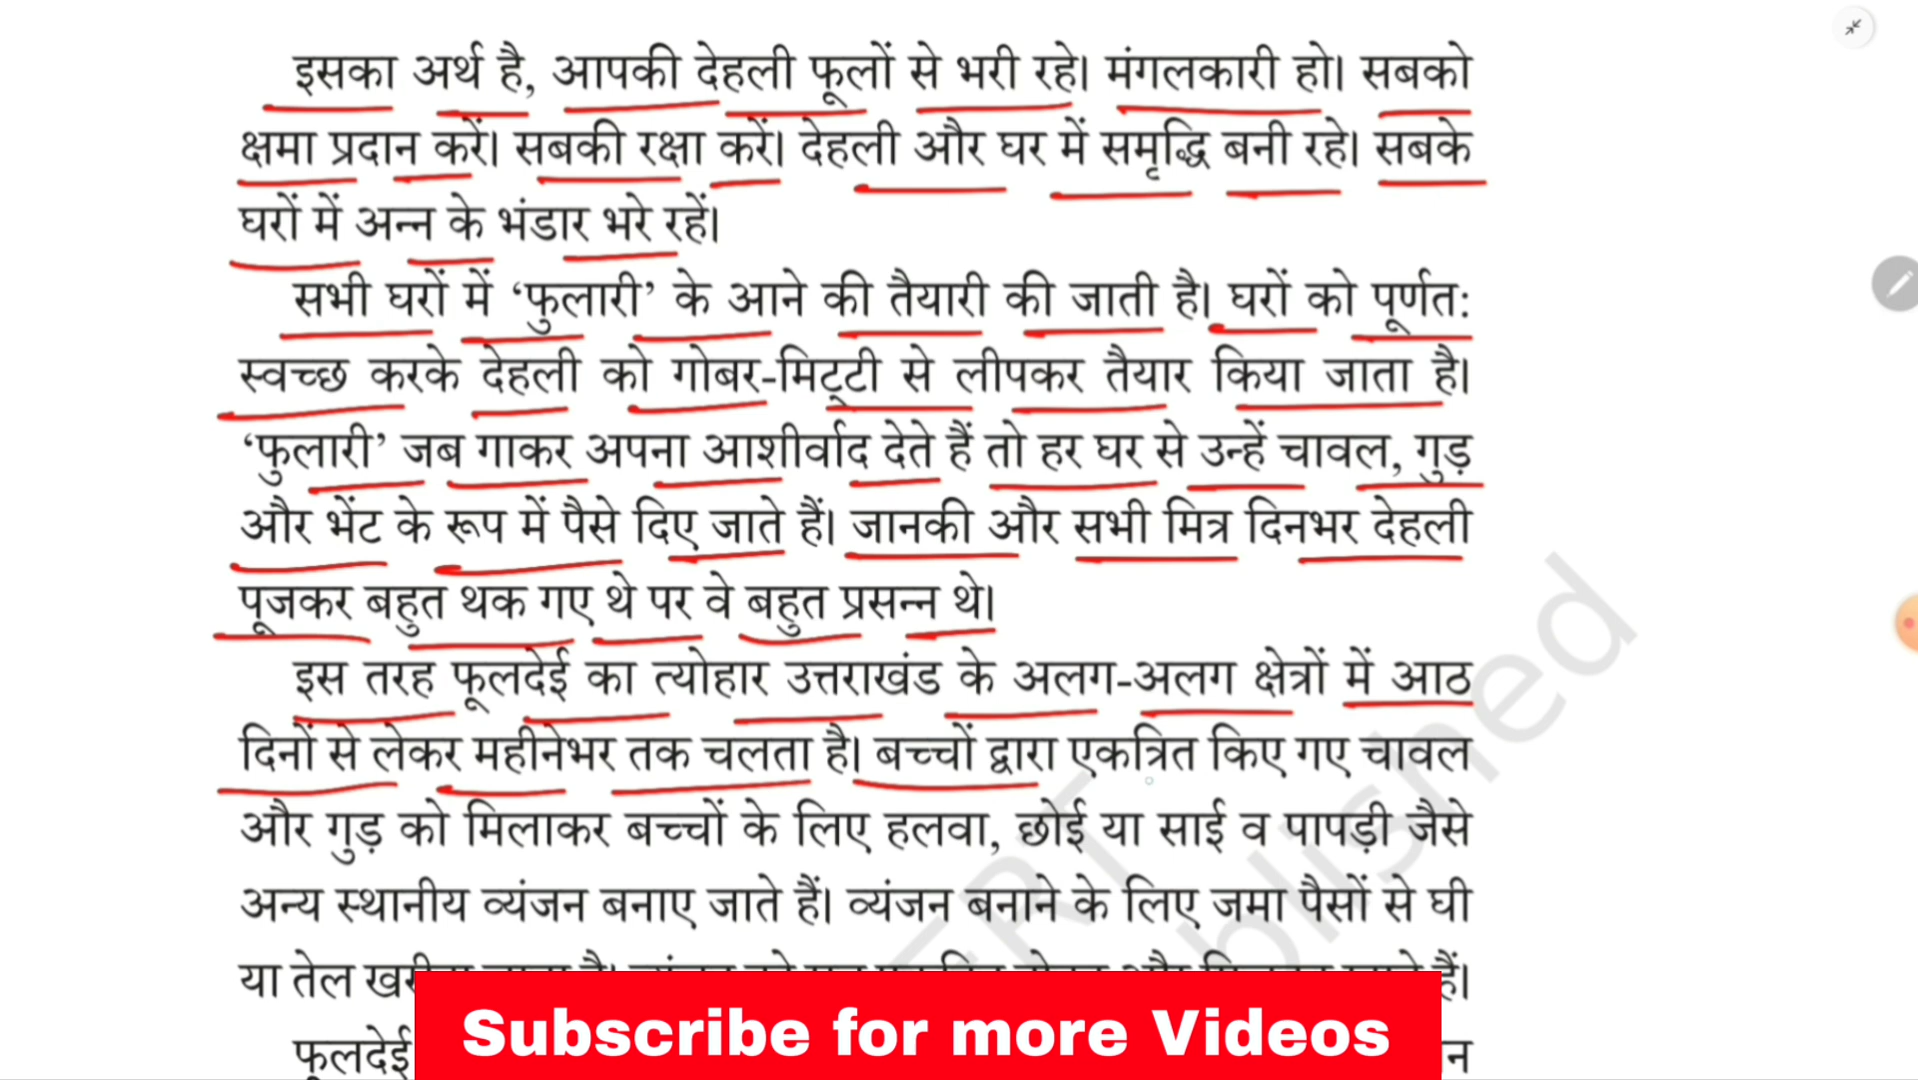 इसका अर्थ है, आपकी देहली फूलों से भरी रहे। मंगलकारी हो। सबको
क्षमा प्रदान करें। सबकी रक्षा करें। देहली और घर में समृद्धि बनी रहे। सबके
घरों में अन्न के भंडार भरे रहें।
सभी घरों में ‘फुलारी’ के आने की तैयारी की जाती है। घरों को पूर्णत:
स्वच्छ करके देहली को गोबर-मिट्टी से लीपकर तैयार किया जाता है।
‘फुलारी’ जब गाकर अपना आशीर्वाद देते हैं तो हर घर से उन्हें चावल, गुड़
और भेंट के रूप में पैसे दिए जाते हैं। जानकी और सभी मित्र दिनभर देहली
पूजकर बहुत थक गए थे पर वे बहुत प्रसन्न थे।
इस तरह फूलदेई का त्योहार उत्तराखंड के अलग-अलग क्षेत्रों में आठ
दिनों से लेकर महीनेभर तक चलता है। बच्चों द्वारा एकत्रित किए गए चावल
और गुड़ को मिलाकर बच्चों के लिए हलवा, छोई या साई व पापड़ी जैसे
अन्य स्थानीय व्यंजन बनाए जाते हैं। व्यंजन बनाने के लिए जमा पैसों से घी
या तेल हैं।
फूलदेई
Subscribe for more Videos